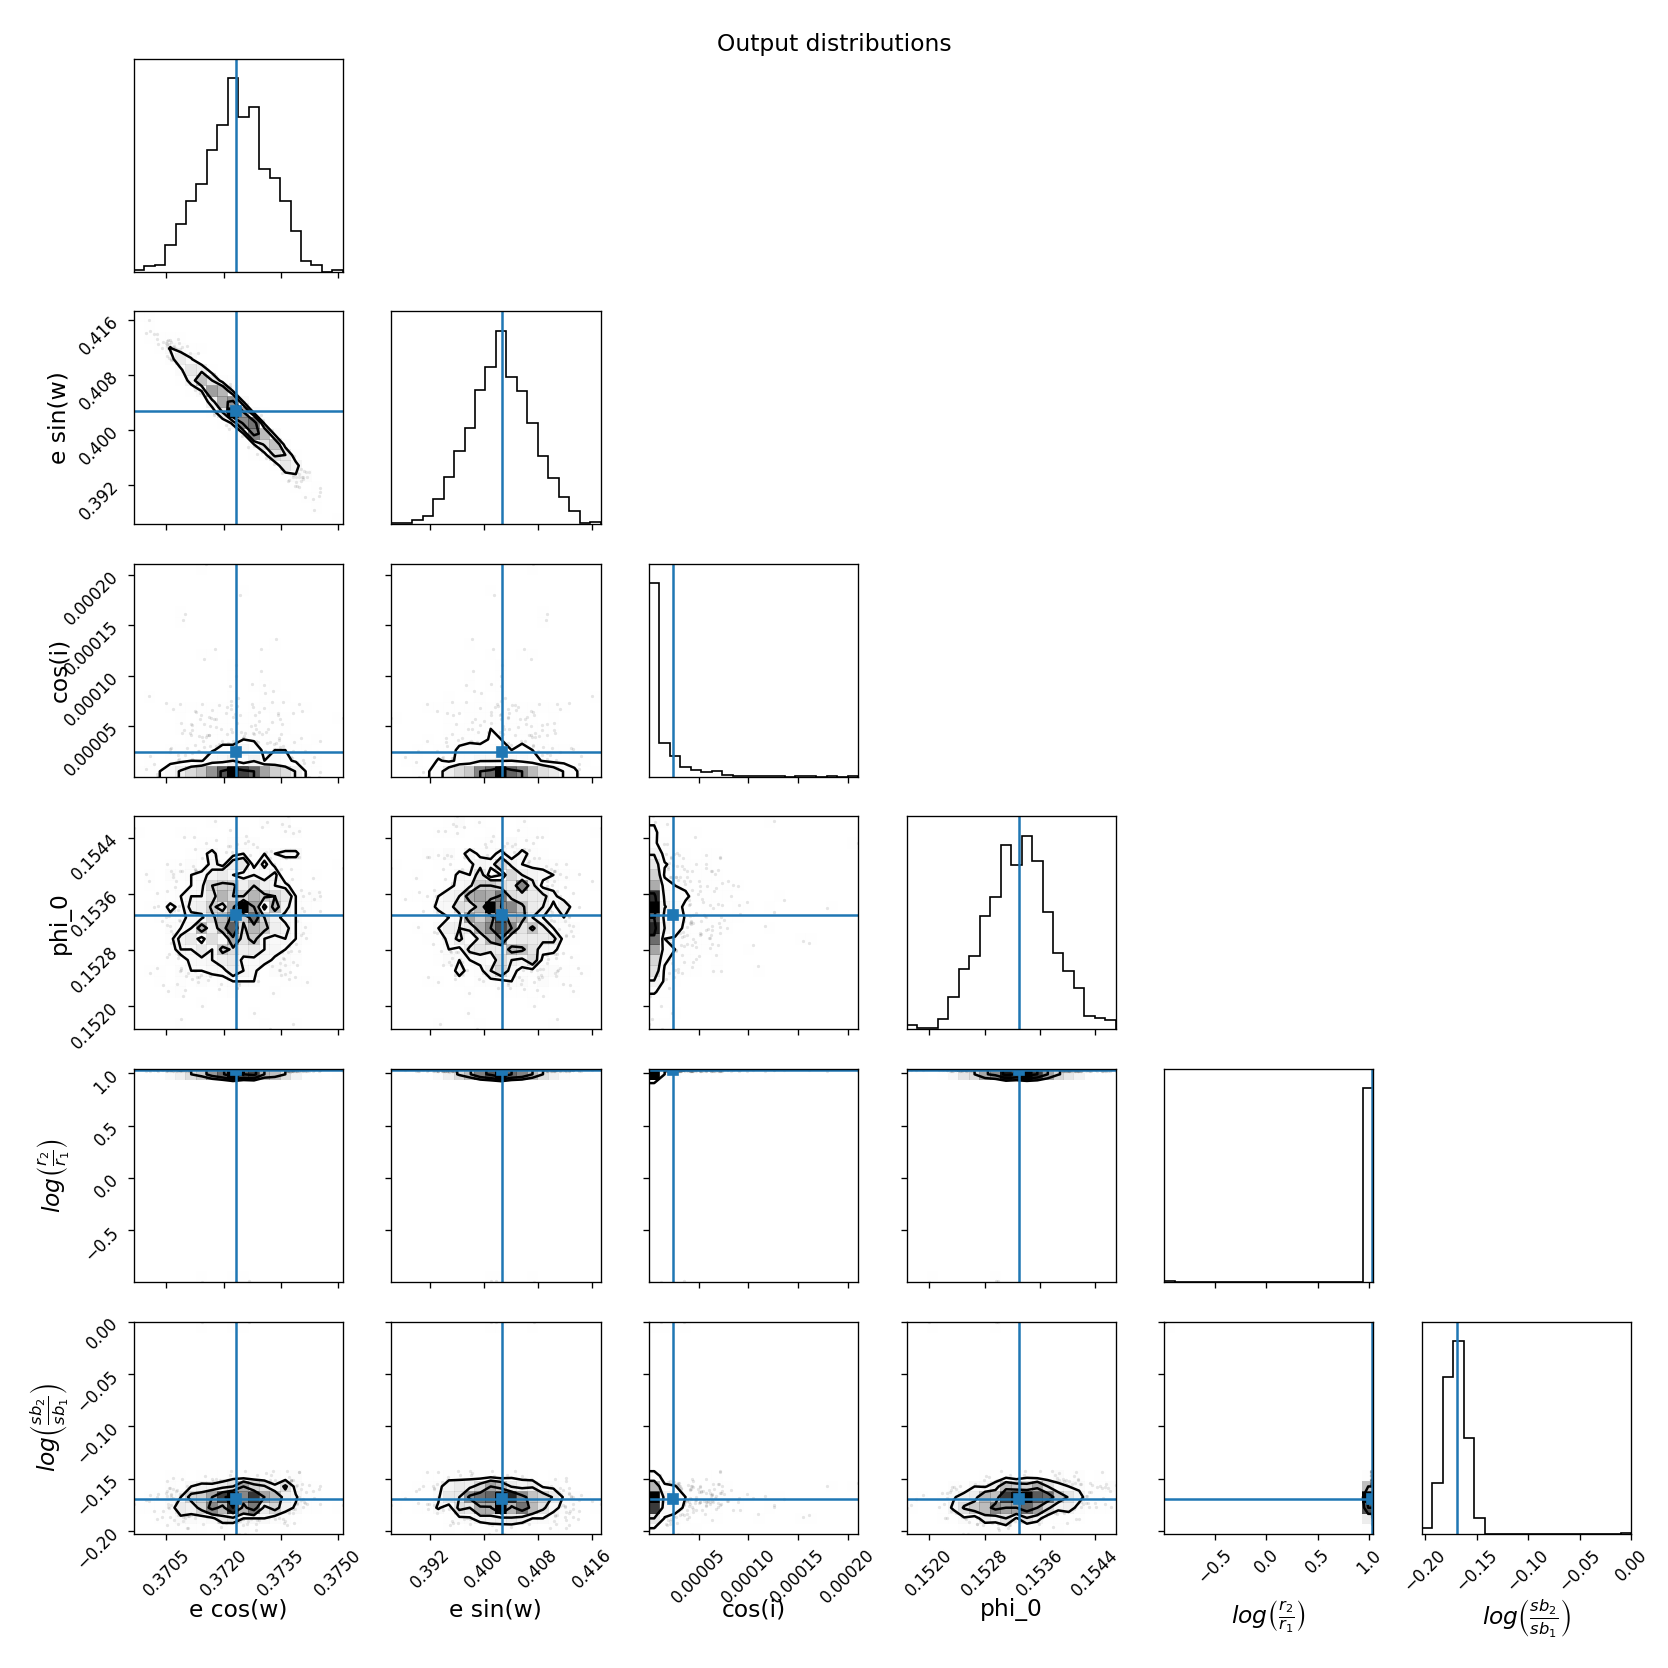 Output distributions
e sin(w)
0.416
0.408
0.400
0.392
cos(i)
0.00020
0.00015
0.00010
0.00005
phi_0
0.1544
0.1536
0.1528
0.1520
log(r₂/r₁)
1.0
0.5
0.0
−0.5
log(sb₂/sb₁)
0.00
−0.05
−0.10
−0.15
−0.20
0.3705 0.3720 0.3735 0.3750
0.392 0.400 0.408 0.416
0.00005 0.00010 0.00015 0.00020
0.1520 0.1528 0.1536 0.1544
−0.5 0.0 0.5 1.0
−0.20 −0.15 −0.10 −0.05 0.00
e cos(w) e sin(w) cos(i) phi_0 log(r₂/r₁) log(sb₂/sb₁)